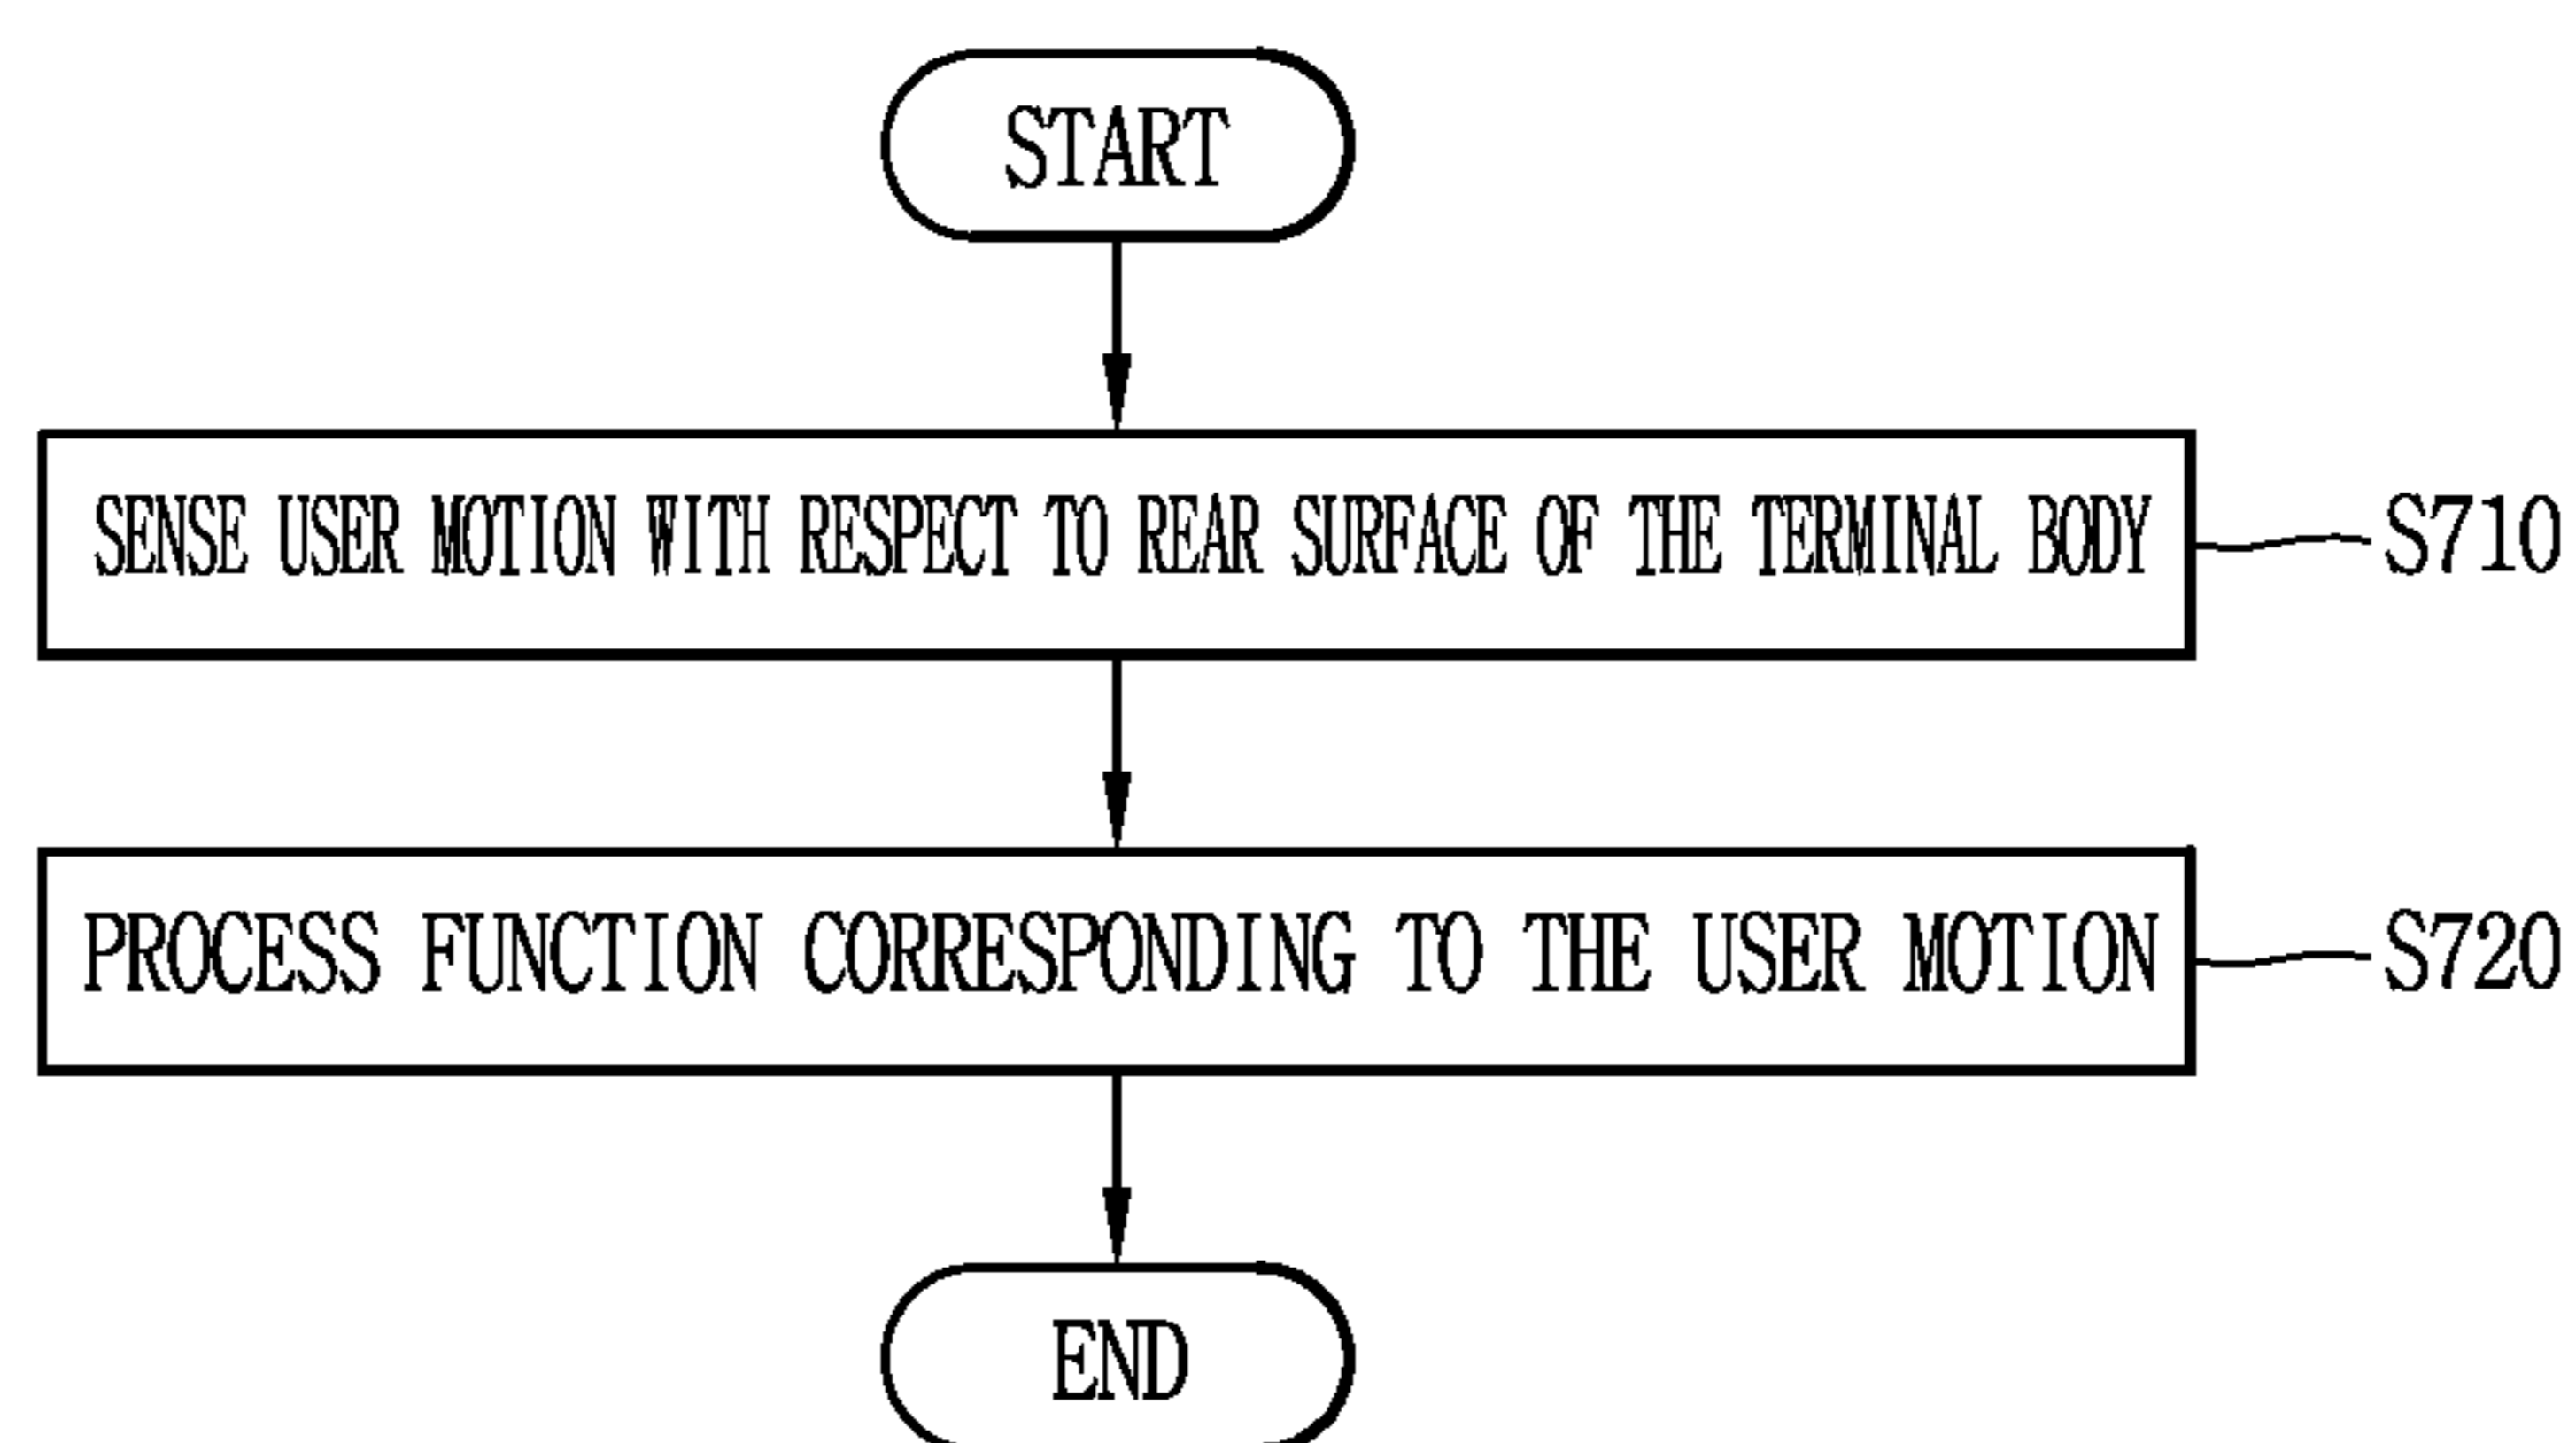 START
SENSE USER MOTION WITH RESPECT TO REAR SURFACE OF THE TERMINAL BODY
S710
PROCESS FUNCTION CORRESPONDING TO THE USER MOTION
S720
END